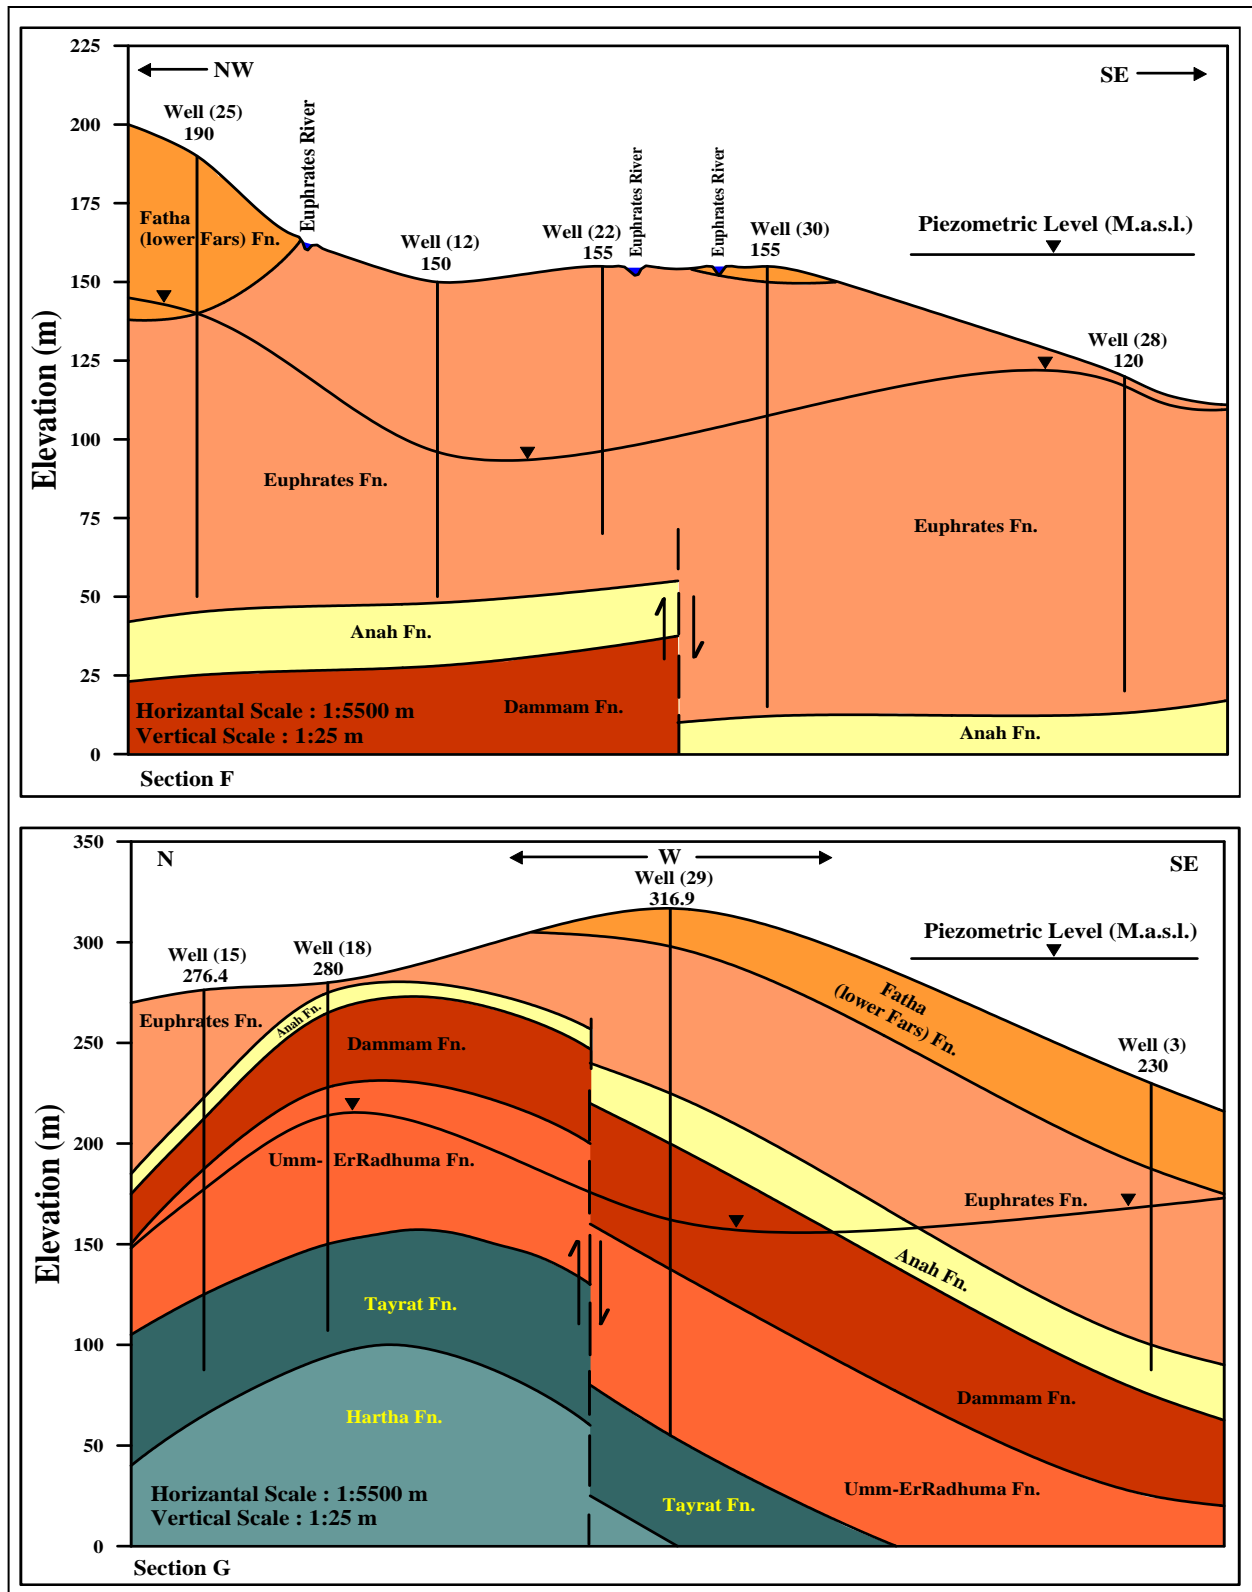 225
200
175
150
125
100
75
50
25
0
Elevation (m)
NW
SE
Well (25)
190
Euphrates River
Fatha
(lower Fars) Fn.
Well (12)
150
Well (22)
155
Euphrates River
Euphrates River
Well (30)
155
Piezometric Level (M.a.s.l.)
Well (28)
120
Euphrates Fn.
Euphrates Fn.
Anah Fn.
Dammam Fn.
Anah Fn.
Horizantal Scale : 1:5500 m
Vertical Scale : 1:25 m
Section F
350
300
250
200
150
100
50
0
Elevation (m)
N
W
SE
Well (29)
316.9
Well (15)
276.4
Well (18)
280
Piezometric Level (M.a.s.l.)
Well (3)
230
Euphrates Fn.
Anah Fn.
Dammam Fn.
Fatha
(lower Fars) Fn.
Umm- ErRadhuma Fn.
Euphrates Fn.
Anah Fn.
Tayrat Fn.
Dammam Fn.
Hartha Fn.
Umm-ErRadhuma Fn.
Tayrat Fn.
Horizantal Scale : 1:5500 m
Vertical Scale : 1:25 m
Section G